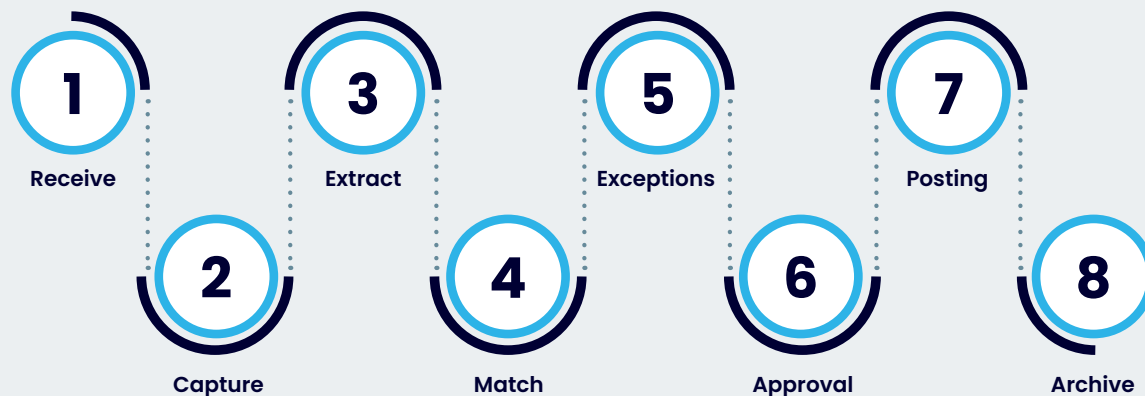 1
Receive
2
Capture
3
Extract
4
Match
5
Exceptions
6
Approval
7
Posting
8
Archive